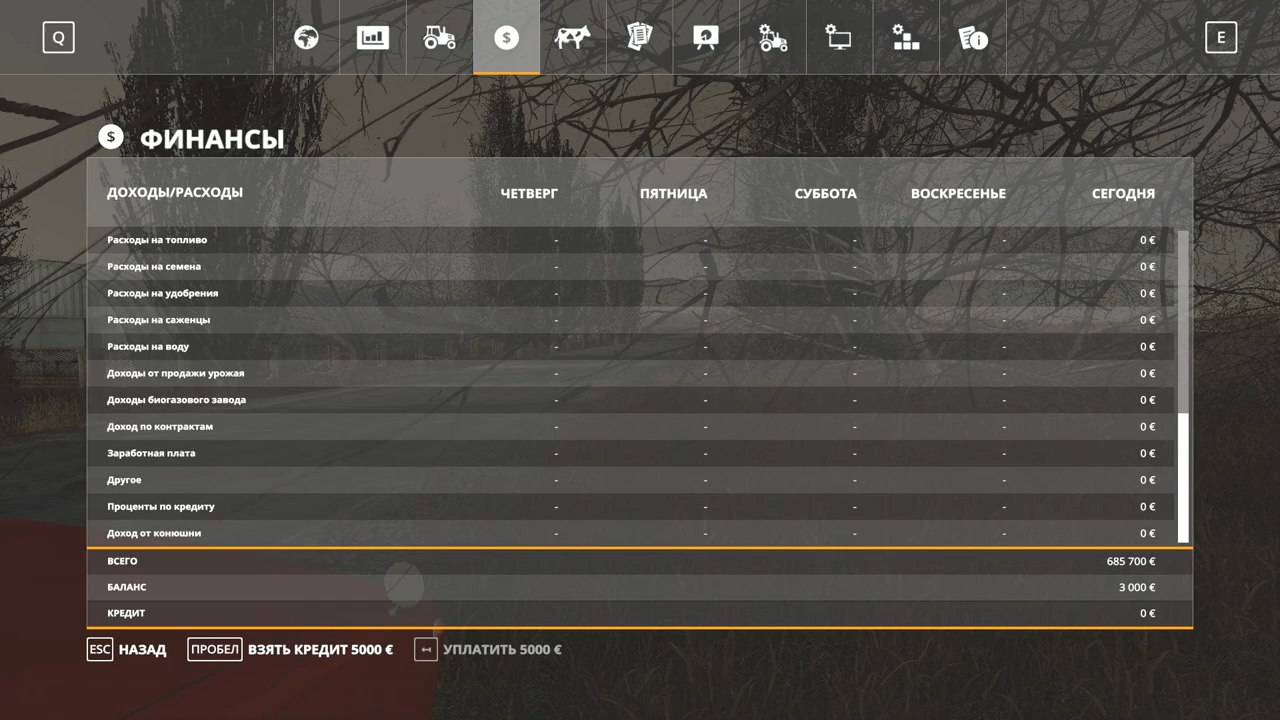 Q
E
$ ФИНАНСЫ
ДОХОДЫ/РАСХОДЫ ЧЕТВЕРГ ПЯТНИЦА СУББОТА ВОСКРЕСЕНЬЕ СЕГОДНЯ
Расходы на топливо - - - - 0 €
Расходы на семена - - - - 0 €
Расходы на удобрения - - - - 0 €
Расходы на саженцы - - - - 0 €
Расходы на воду - - - - 0 €
Доходы от продажи урожая - - - - 0 €
Доходы биогазового завода - - - - 0 €
Доход по контрактам - - - - 0 €
Заработная плата - - - - 0 €
Другое - - - - 0 €
Проценты по кредиту - - - - 0 €
Доход от конюшни - - - - 0 €
ВСЕГО 685 700 €
БАЛАНС 3 000 €
КРЕДИТ 0 €
ESC НАЗАД ПРОБЕЛ ВЗЯТЬ КРЕДИТ 5000 € УПЛАТИТЬ 5000 €